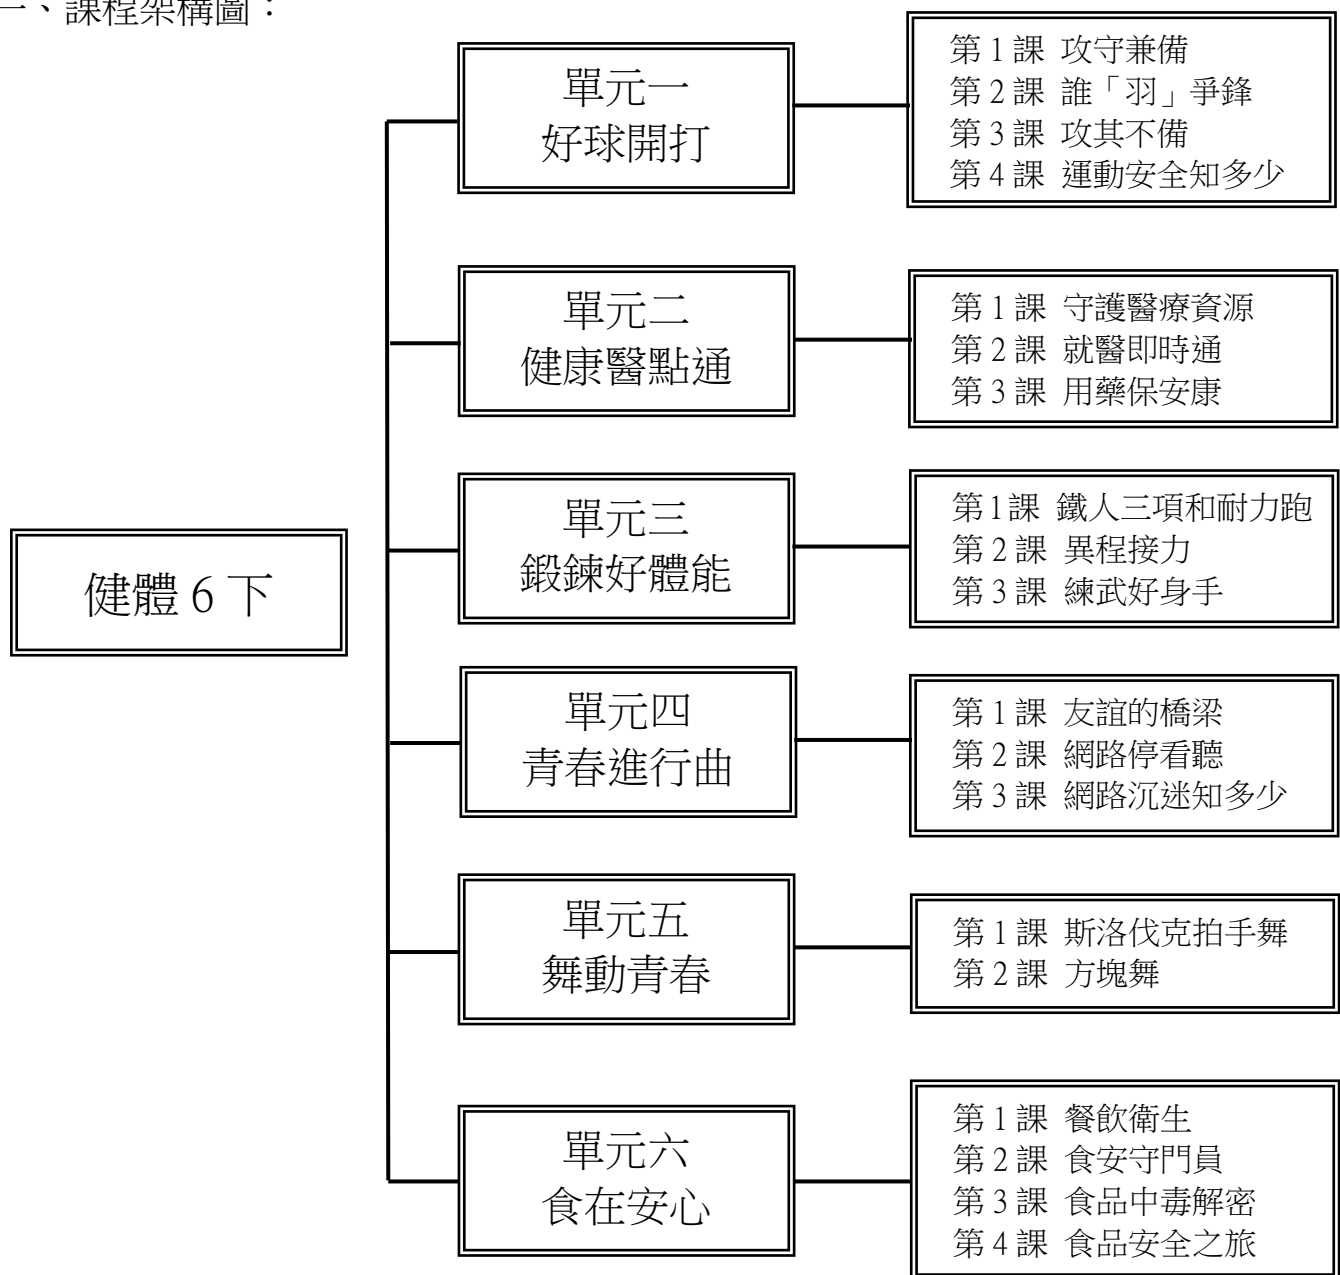 一、課程架構圖：
健體 6 下
單元一
好球開打
第 1 課 攻守兼備
第 2 課 誰「羽」爭鋒
第 3 課 攻其不備
第 4 課 運動安全知多少
單元二
健康醫點通
第 1 課 守護醫療資源
第 2 課 就醫即時通
第 3 課 用藥保安康
單元三
鍛鍊好體能
第 1 課 鐵人三項和耐力跑
第 2 課 異程接力
第 3 課 練武好身手
單元四
青春進行曲
第 1 課 友誼的橋梁
第 2 課 網路停看聽
第 3 課 網路沉迷知多少
單元五
舞動青春
第 1 課 斯洛伐克拍手舞
第 2 課 方塊舞
單元六
食在安心
第 1 課 餐飲衛生
第 2 課 食安守門員
第 3 課 食品中毒解密
第 4 課 食品安全之旅